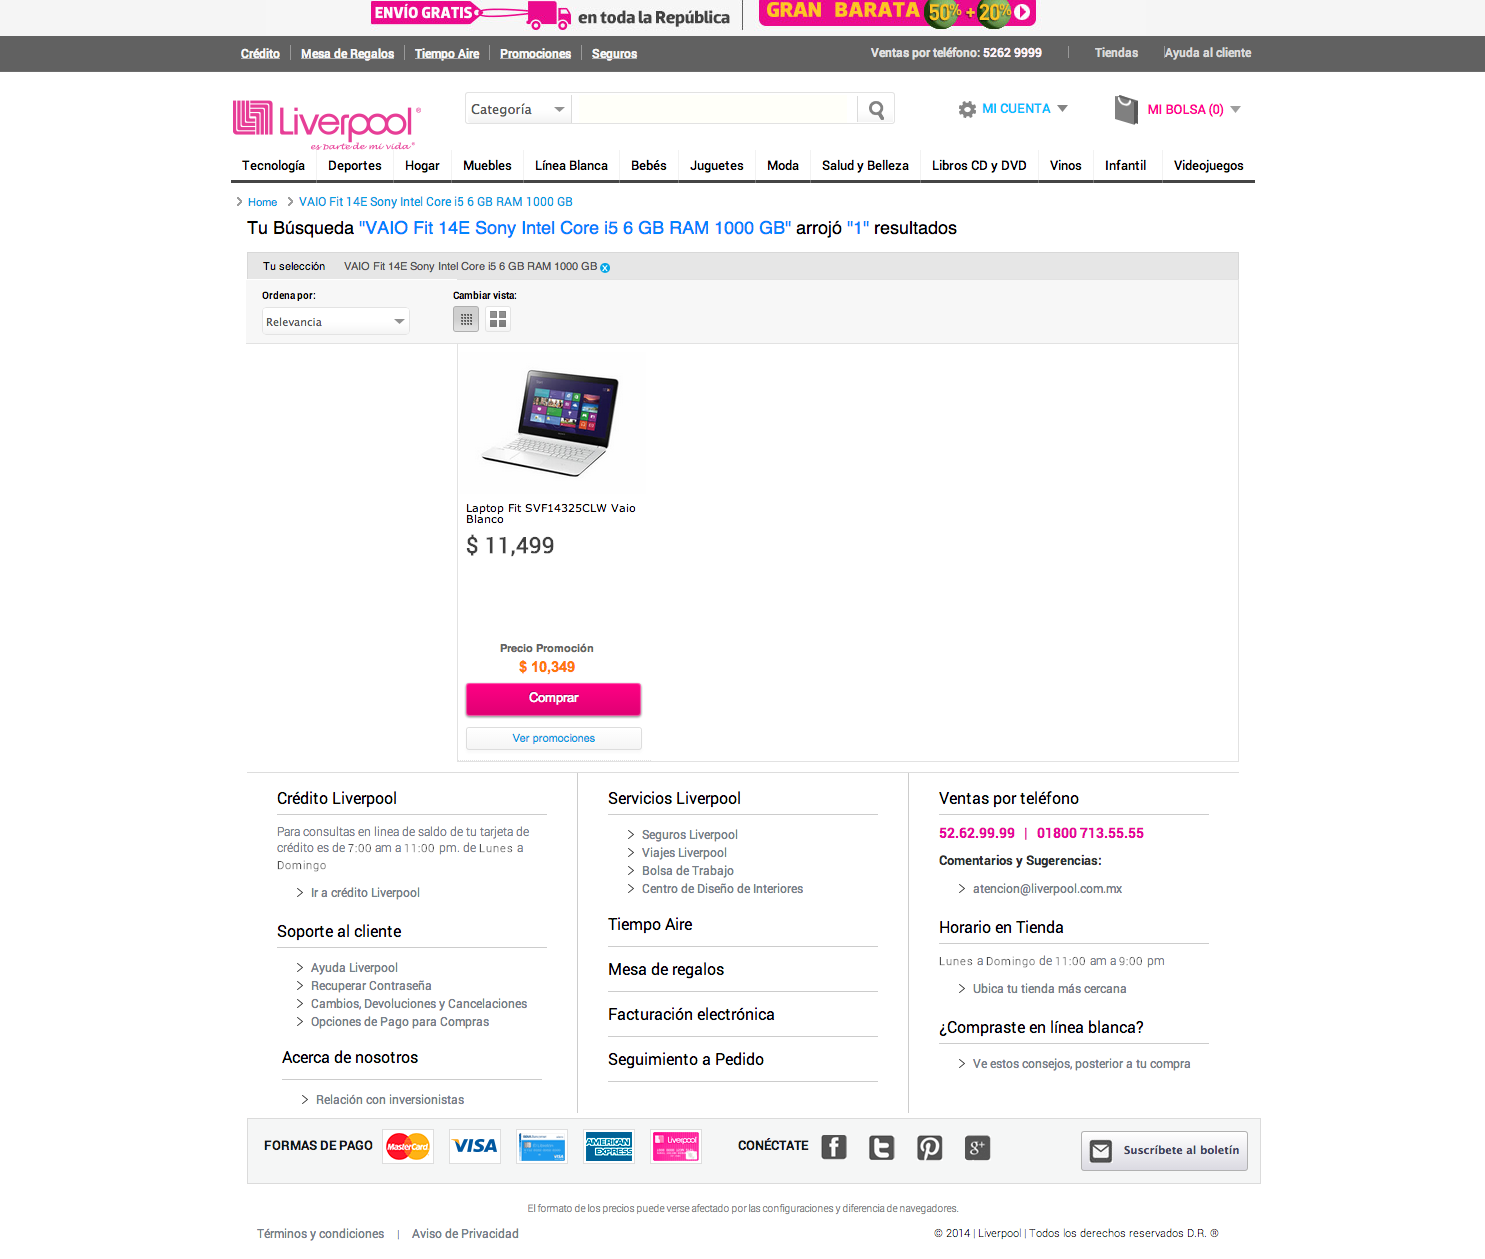 ENVÍO GRATIS en toda la República GRAN BARATA 50% + 20%
Crédito Mesa de Regalos Tiempo Aire Promociones Seguros Ventas por teléfono: 5262 9999 Tiendas Ayuda al cliente
Liverpool®
es parte de mi vida®
Categoría MI CUENTA MI BOLSA (0)
Tecnología Deportes Hogar Muebles Línea Blanca Bebés Juguetes Moda Salud y Belleza Libros CD y DVD Vinos Infantil Videojuegos
Home VAIO Fit 14E Sony Intel Core i5 6 GB RAM 1000 GB
Tu Búsqueda "VAIO Fit 14E Sony Intel Core i5 6 GB RAM 1000 GB" arrojó "1" resultados
Tu selección VAIO Fit 14E Sony Intel Core i5 6 GB RAM 1000 GB x
Ordena por: Cambiar vista:
Relevancia
Laptop Fit SVF14325CLW Vaio
Blanco
$ 11,499
Precio Promoción
$ 10,349
Comprar
Ver promociones
Crédito Liverpool
Para consultas en linea de saldo de tu tarjeta de
crédito es de 7:00 am a 11:00 pm. de Lunes a
Domingo
Ir a crédito Liverpool
Soporte al cliente
Ayuda Liverpool
Recuperar Contraseña
Cambios, Devoluciones y Cancelaciones
Opciones de Pago para Compras
Acerca de nosotros
Relación con inversionistas
Servicios Liverpool
Seguros Liverpool
Viajes Liverpool
Bolsa de Trabajo
Centro de Diseño de Interiores
Tiempo Aire
Mesa de regalos
Facturación electrónica
Seguimiento a Pedido
Ventas por teléfono
52.62.99.99 | 01800 713.55.55
Comentarios y Sugerencias:
atencion@liverpool.com.mx
Horario en Tienda
Lunes a Domingo de 11:00 am a 9:00 pm
Ubica tu tienda más cercana
¿Compraste en línea blanca?
Ve estos consejos, posterior a tu compra
FORMAS DE PAGO MasterCard VISA VISA AMERICAN EXPRESS Liverpool CONÉCTATE Suscríbete al boletín
El formato de los precios puede verse afectado por las configuraciones y diferencia de navegadores.
Términos y condiciones | Aviso de Privacidad © 2014 | Liverpool | Todos los derechos reservados D.R. ®